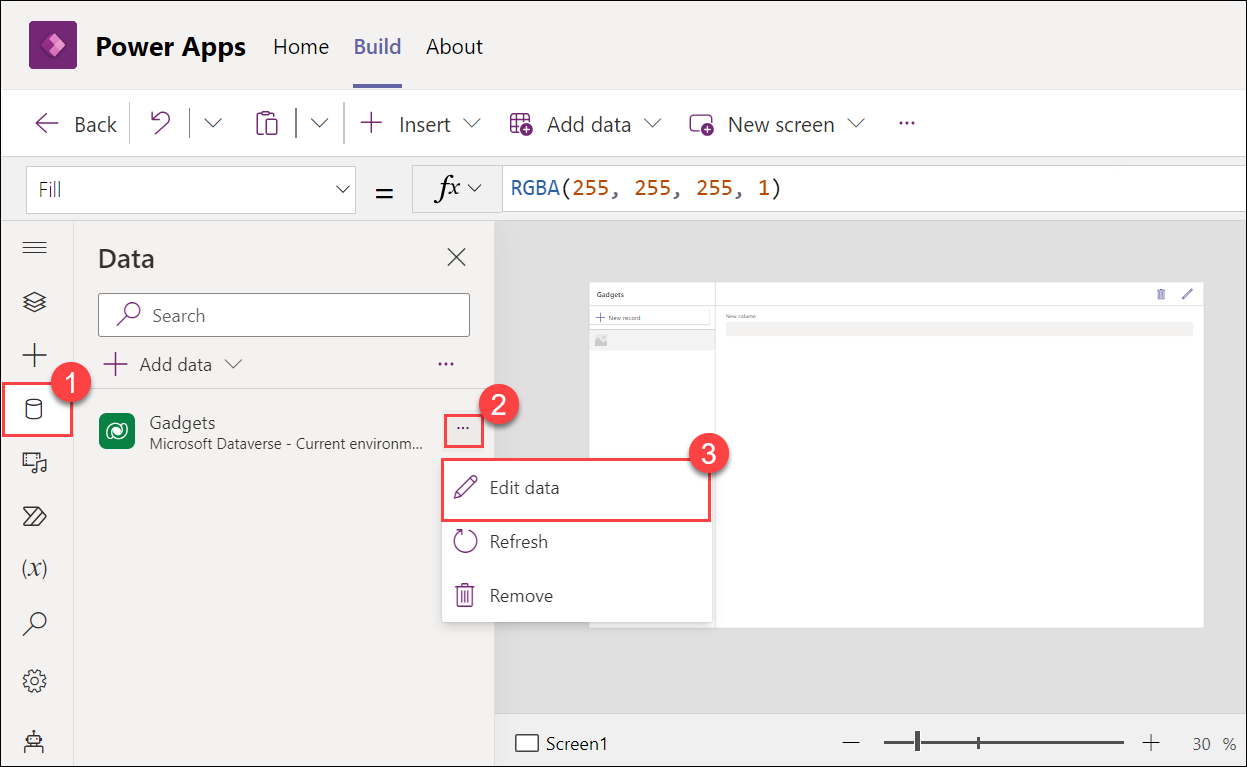 Power Apps Home Build About
Back Insert Add data New screen ...
Fill = fx RGBA(255, 255, 255, 1)
Data
Search
Add data ...
1
Gadgets
Microsoft Dataverse - Current environm...
... 2
3
Edit data
Refresh
Remove
(x)
Gadgets
New record
New column
Screen1
30 %